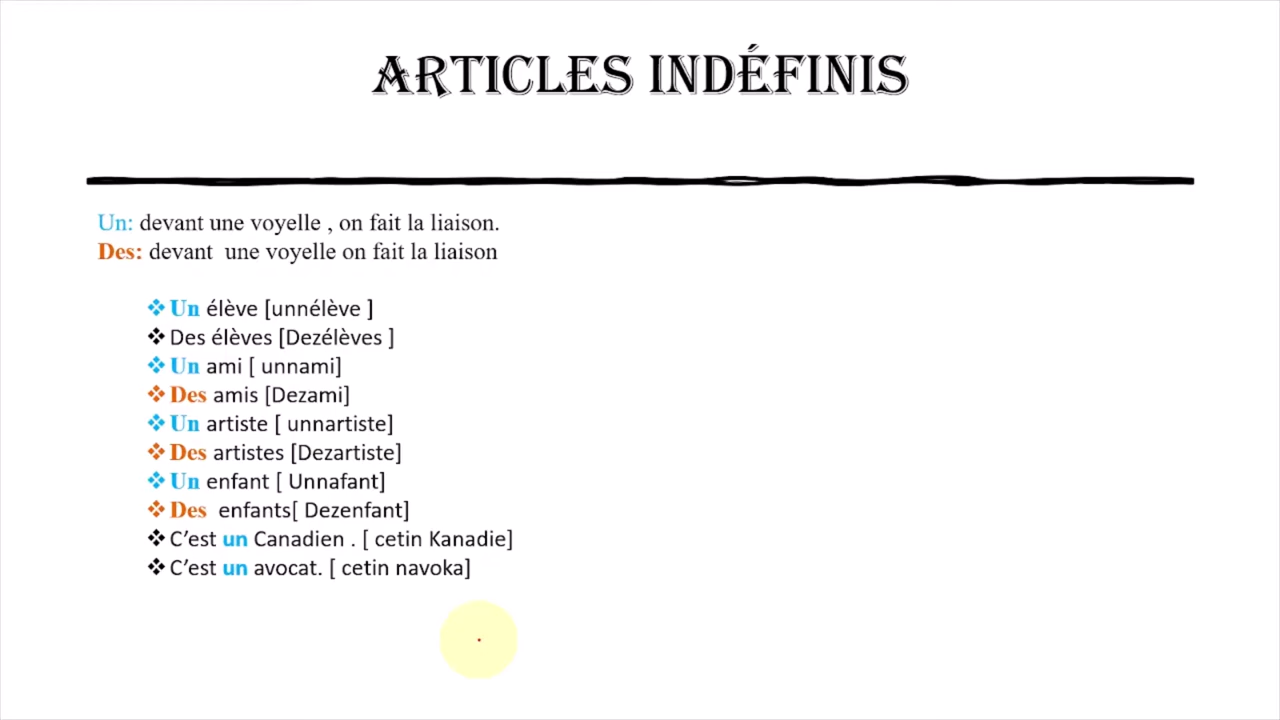 ARTICLES INDÉFINIS
Un: devant une voyelle , on fait la liaison.
Des: devant une voyelle on fait la liaison
❖ Un élève [unnélève ]
❖ Des élèves [Dezélèves ]
❖ Un ami [ unnami]
❖ Des amis [Dezami]
❖ Un artiste [ unnartiste]
❖ Des artistes [Dezartiste]
❖ Un enfant [ Unnafant]
❖ Des enfants[ Dezenfant]
❖ C’est un Canadien . [ cetin Kanadie]
❖ C’est un avocat. [ cetin navoka]